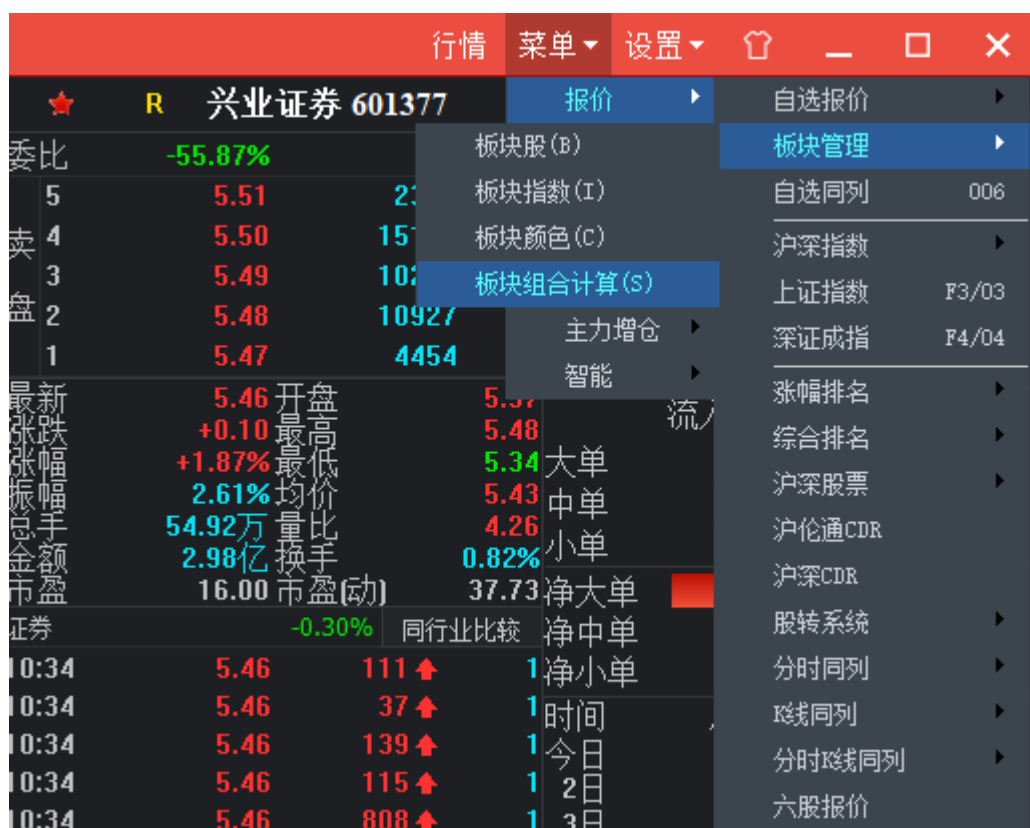 行情 菜单 设置
R 兴业证券 601377 报价 自选报价
委比 -55.87% 板块股(B) 板块管理
5 5.51 板块指数(I) 自选同列 006
卖 4 5.50 板块颜色(C) 沪深指数
3 5.49 板块组合计算(S) 上证指数 F3/03
盘 2 5.48 10927 主力增仓 深证成指 F4/04
1 5.47 4454 智能
最新 5.46 开盘 涨幅排名
涨跌 +0.10 最高 5.48 综合排名
涨幅 +1.87% 最低 5.34 大单
振幅 2.61% 均价 5.43 中单 沪深股票
总手 54.92万 量比 4.26 沪伦通CDR
金额 2.98亿 换手 0.82% 小单
市盈 16.00 市盈(动) 37.73 净大单 沪深CDR
证券 -0.30% 同行业比较 净中单 股转系统
10:34 5.46 111 1 净小单 分时同列
10:34 5.46 37 1 时间 K线同列
10:34 5.46 139 1 今日 分时K线同列
10:34 5.46 115 1 2日
10:34 5.46 808 1 3日 六股报价